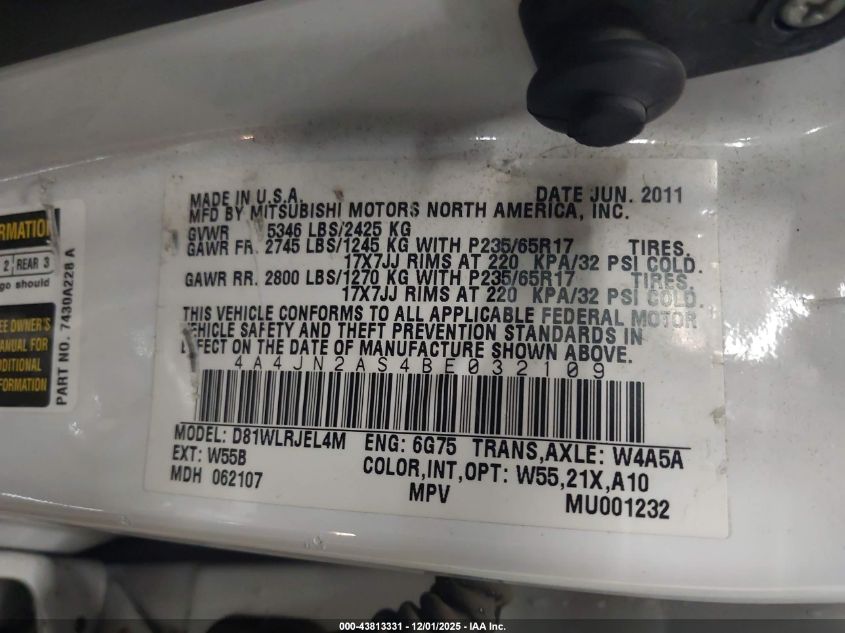 MADE IN U.S.A. DATE JUN. 2011
MFD BY MITSUBISHI MOTORS NORTH AMERICA, INC.
GVWR 5346 LBS/2425 KG
GAWR FR. 2745 LBS/1245 KG WITH P235/65R17 TIRES,
17X7JJ RIMS AT 220 KPA/32 PSI COLD.
GAWR RR. 2800 LBS/1270 KG WITH P235/65R17 TIRES,
17X7JJ RIMS AT 220 KPA/32 PSI COLD.
THIS VEHICLE CONFORMS TO ALL APPLICABLE FEDERAL MOTOR
VEHICLE SAFETY AND THEFT PREVENTION STANDARDS IN
EFFECT ON THE DATE OF MANUFACTURE SHOWN ABOVE.
4A4JN2AS4BE032109
MODEL: D81WLRJEL4M ENG: 6G75 TRANS,AXLE: W4A5A
EXT: W55B COLOR,INT,OPT: W55,21X,A10
MDH 062107 MPV MU001232
2 REAR 3
go should
OWNER'S
MANUAL FOR
PART NO. 7430A228 A
000-43813331 - 12/01/2025 - IAA Inc.